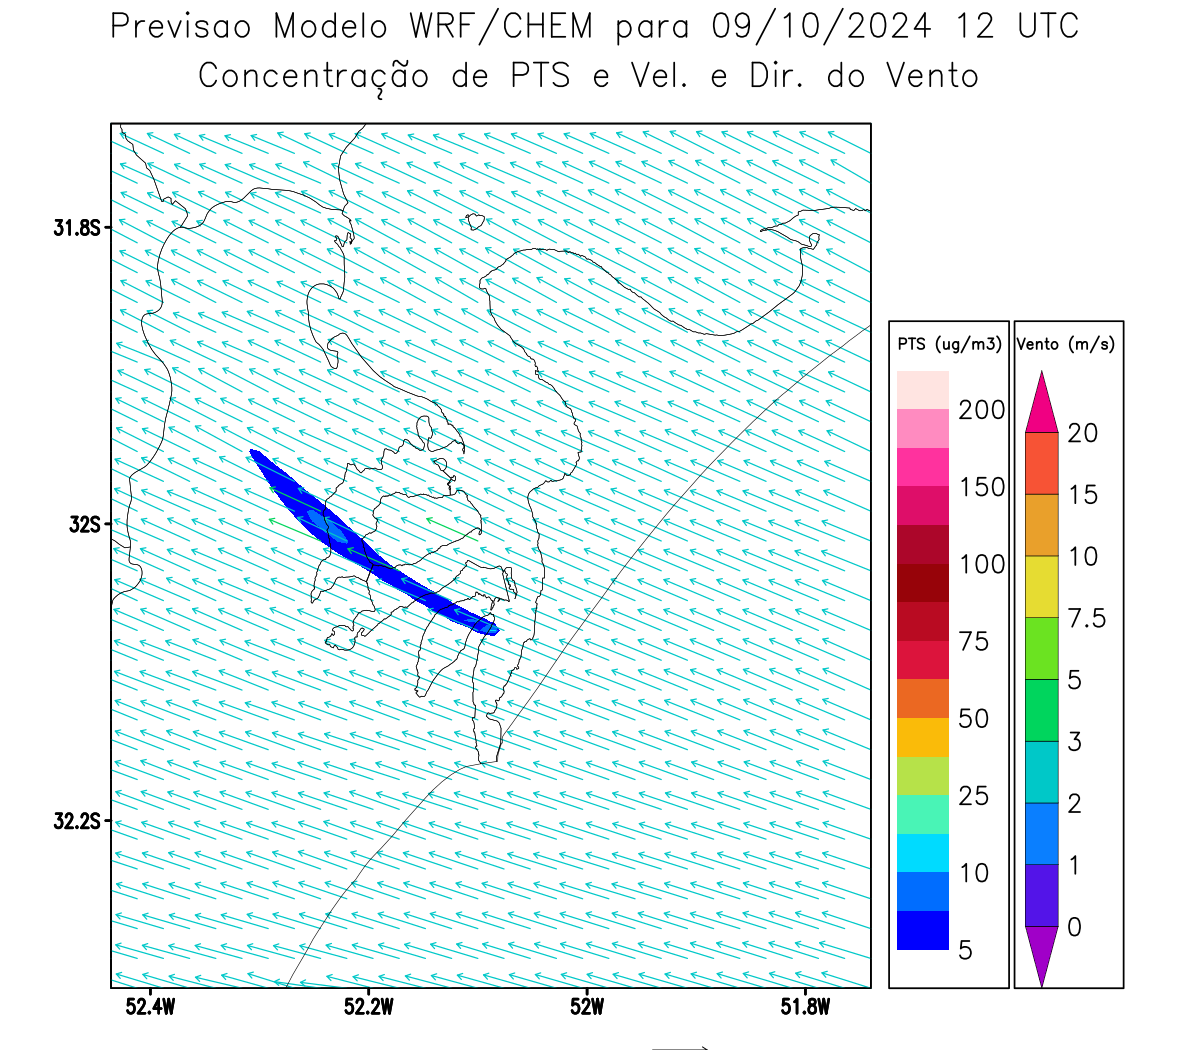 Previsao Modelo WRF/CHEM para 09/10/2024 12 UTC
Concentração de PTS e Vel. e Dir. do Vento
31.8S
32S
32.2S
52.4W
52.2W
52W
51.8W
PTS (ug/m3)
200
150
100
75
50
25
10
5
Vento (m/s)
20
15
10
7.5
5
3
2
1
0